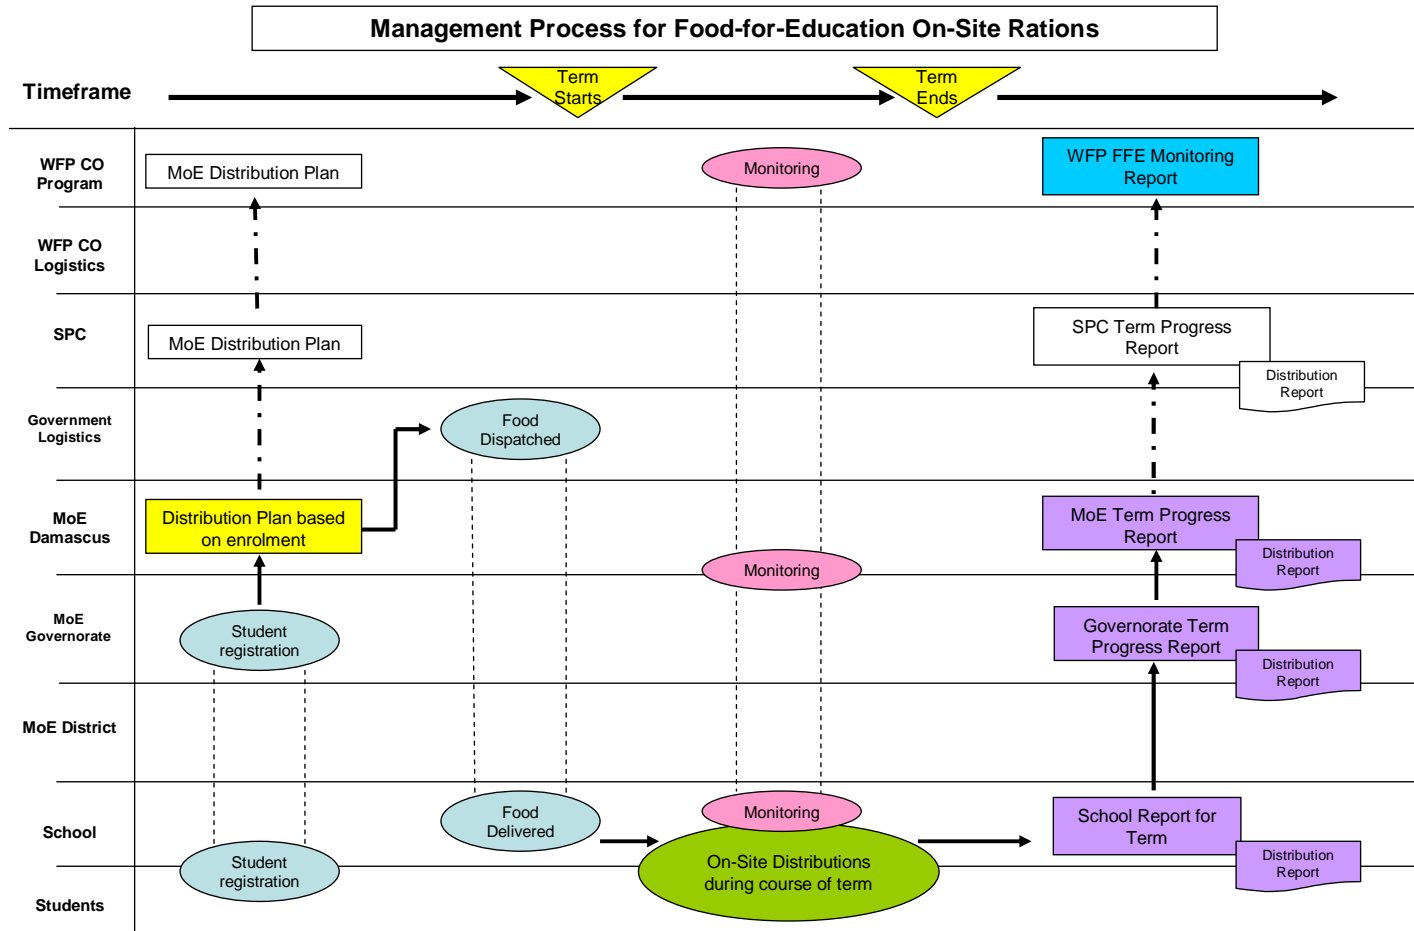 Management Process for Food-for-Education On-Site Rations
Timeframe
Term
Starts
Term
Ends
WFP CO
Program
MoE Distribution Plan
Monitoring
WFP FFE Monitoring
Report
WFP CO
Logistics
SPC
MoE Distribution Plan
SPC Term Progress
Report
Distribution
Report
Government
Logistics
Food
Dispatched
MoE
Damascus
Distribution Plan based
on enrolment
MoE Term Progress
Report
Distribution
Report
Monitoring
MoE
Governorate
Student
registration
Governorate Term
Progress Report
Distribution
Report
MoE District
School
Food
Delivered
Monitoring
School Report for
Term
Distribution
Report
Student
registration
On-Site Distributions
during course of term
Students